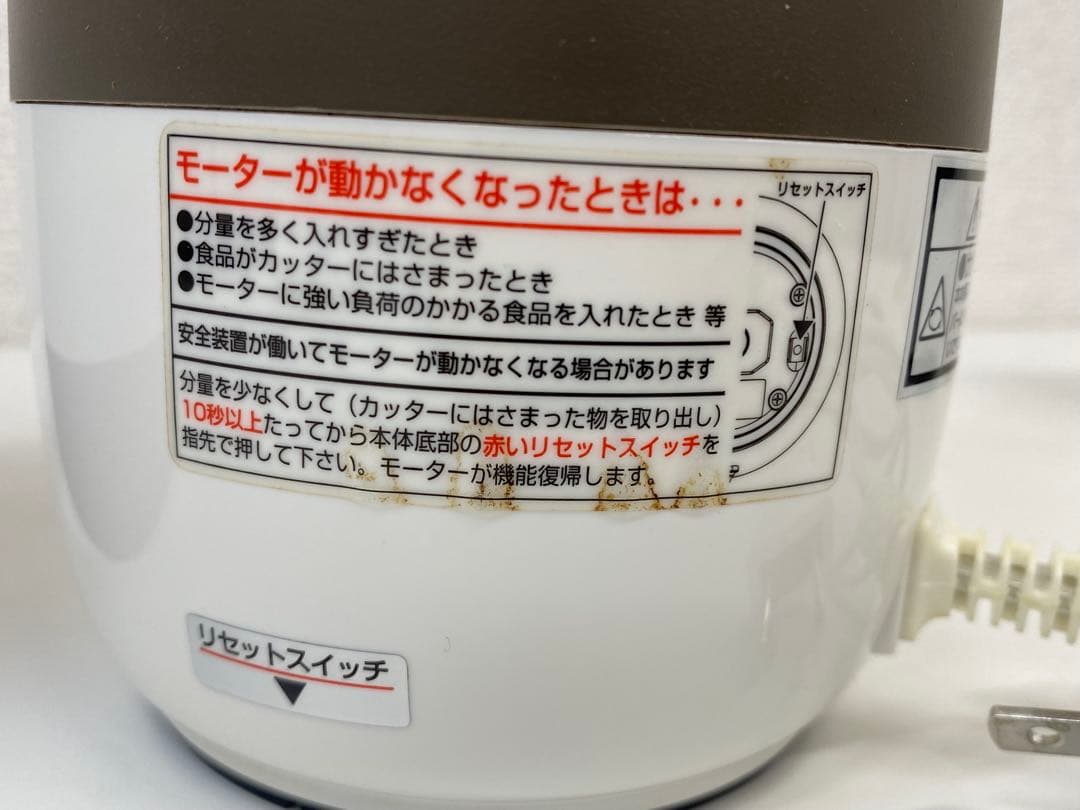 モーターが動かなくなったときは・・・
リセットスイッチ
●分量を多く入れすぎたとき
●食品がカッターにはさまったとき
●モーターに強い負荷のかかる食品を入れたとき 等
安全装置が働いてモーターが動かなくなる場合があります
分量を少なくして（カッターにはさまった物を取り出し）
10秒以上たってから本体底部の赤いリセットスイッチを
指先で押して下さい。モーターが機能復帰します。
リセットスイッチ